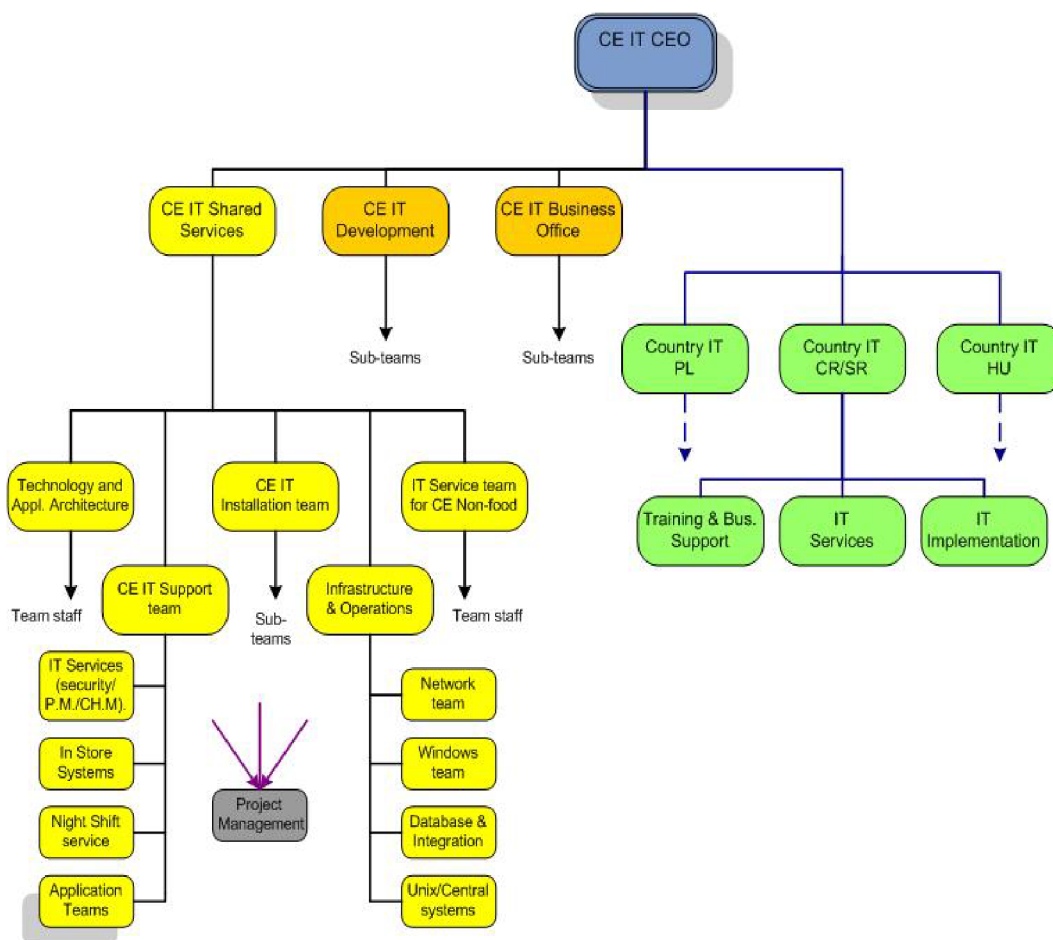 CE IT CEO
CE IT Shared
Services
CE IT
Development
CE IT Business
Office
Sub-teams
Sub-teams
Country IT
PL
Country IT
CR/SR
Country IT
HU
Technology and
Appl. Architecture
CE IT
Installation team
IT Service team
for CE Non-food
Training & Bus.
Support
IT
Services
IT
Implementation
Team staff
CE IT Support
team
Sub-
teams
Infrastructure
& Operations
Team staff
IT Services
(security/
P.M./CH.M).
In Store
Systems
Night Shift
service
Application
Teams
Project
Management
Network
team
Windows
team
Database &
Integration
Unix/Central
systems